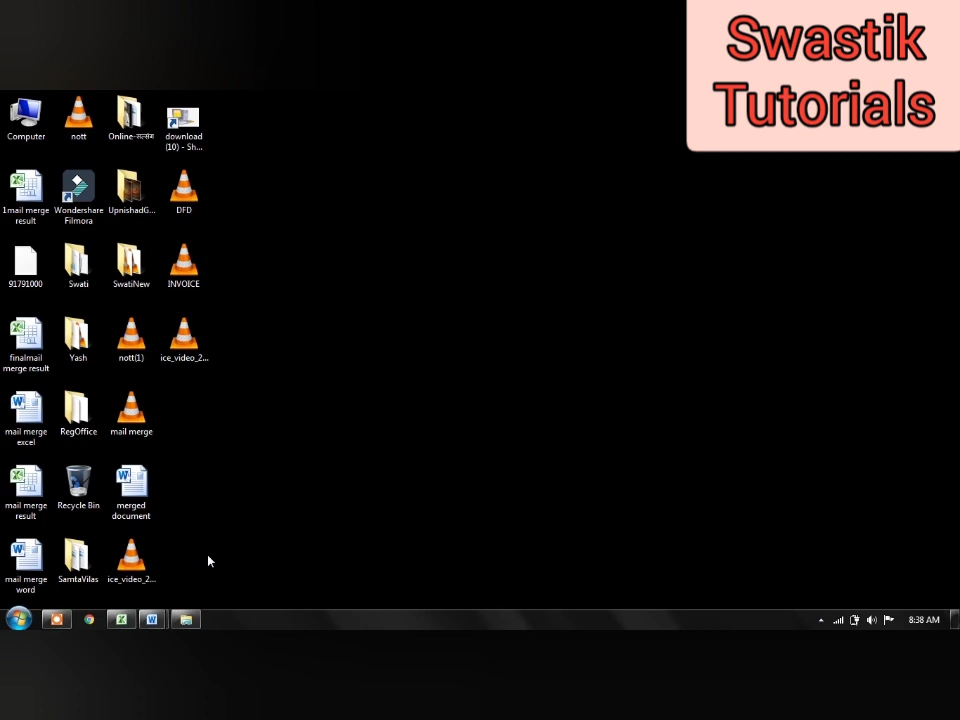 Swastik
Tutorials
Computer
nott
Online-सत्संग
download
(10) - Sh...
1mail merge
result
Wondershare
Filmora
UpnishadG...
DFD
91791000
Swati
SwatiNew
INVOICE
finalmail
merge result
Yash
nott(1)
ice_video_2...
mail merge
excel
RegOffice
mail merge
mail merge
result
Recycle Bin
merged
document
mail merge
word
SamtaVilas
ice_video_2...
8:38 AM